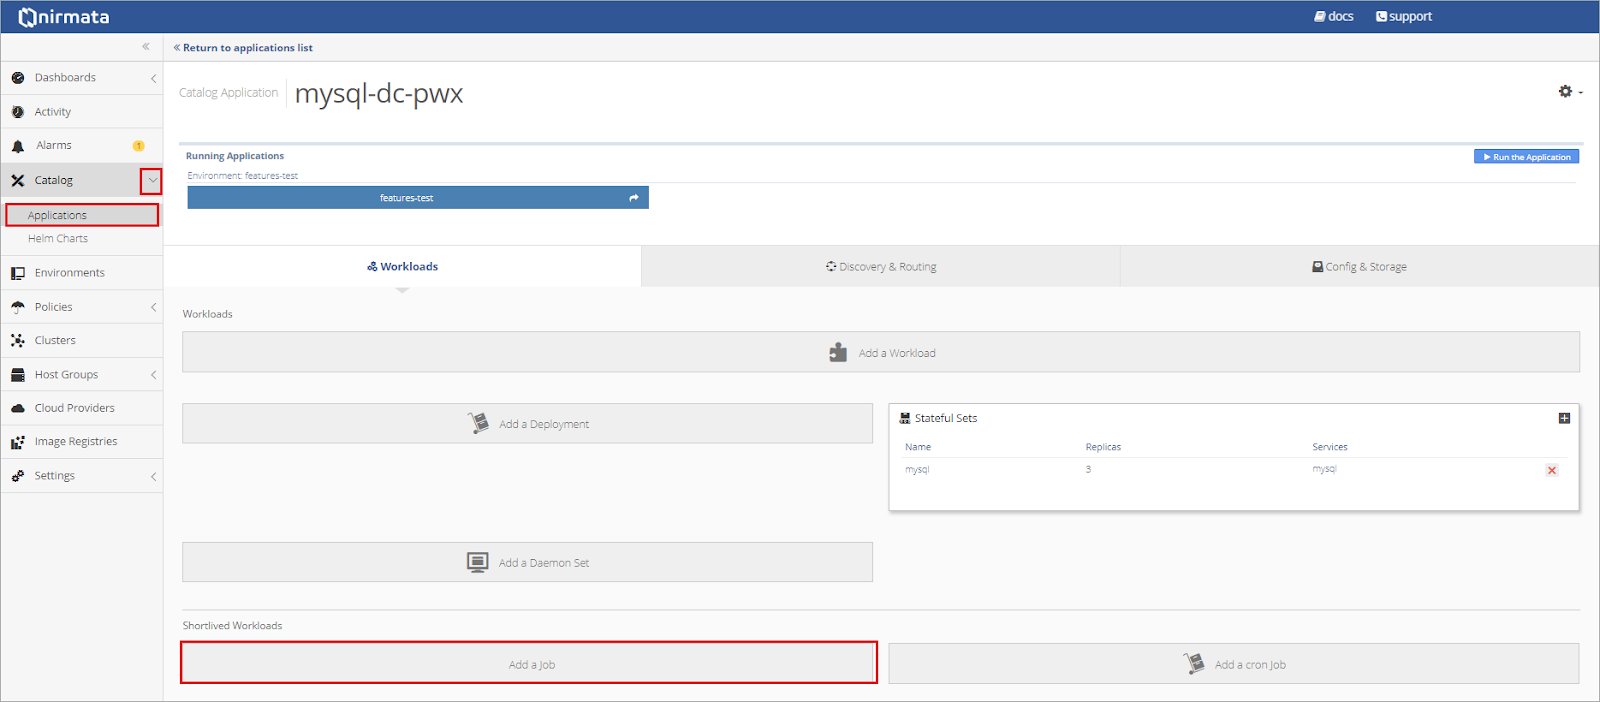 nirmata
docs
support
« Return to applications list
Dashboards
Activity
Alarms
1
Catalog
Applications
Helm Charts
Environments
Policies
Clusters
Host Groups
Cloud Providers
Image Registries
Settings
Catalog Application
mysql-dc-pwx
Running Applications
Run the Application
Environment: features-test
features-test
Workloads
Discovery & Routing
Config & Storage
Workloads
Add a Workload
Add a Deployment
Stateful Sets
Name Replicas Services
mysql 3 mysql
Add a Daemon Set
Shortlived Workloads
Add a Job
Add a cron Job